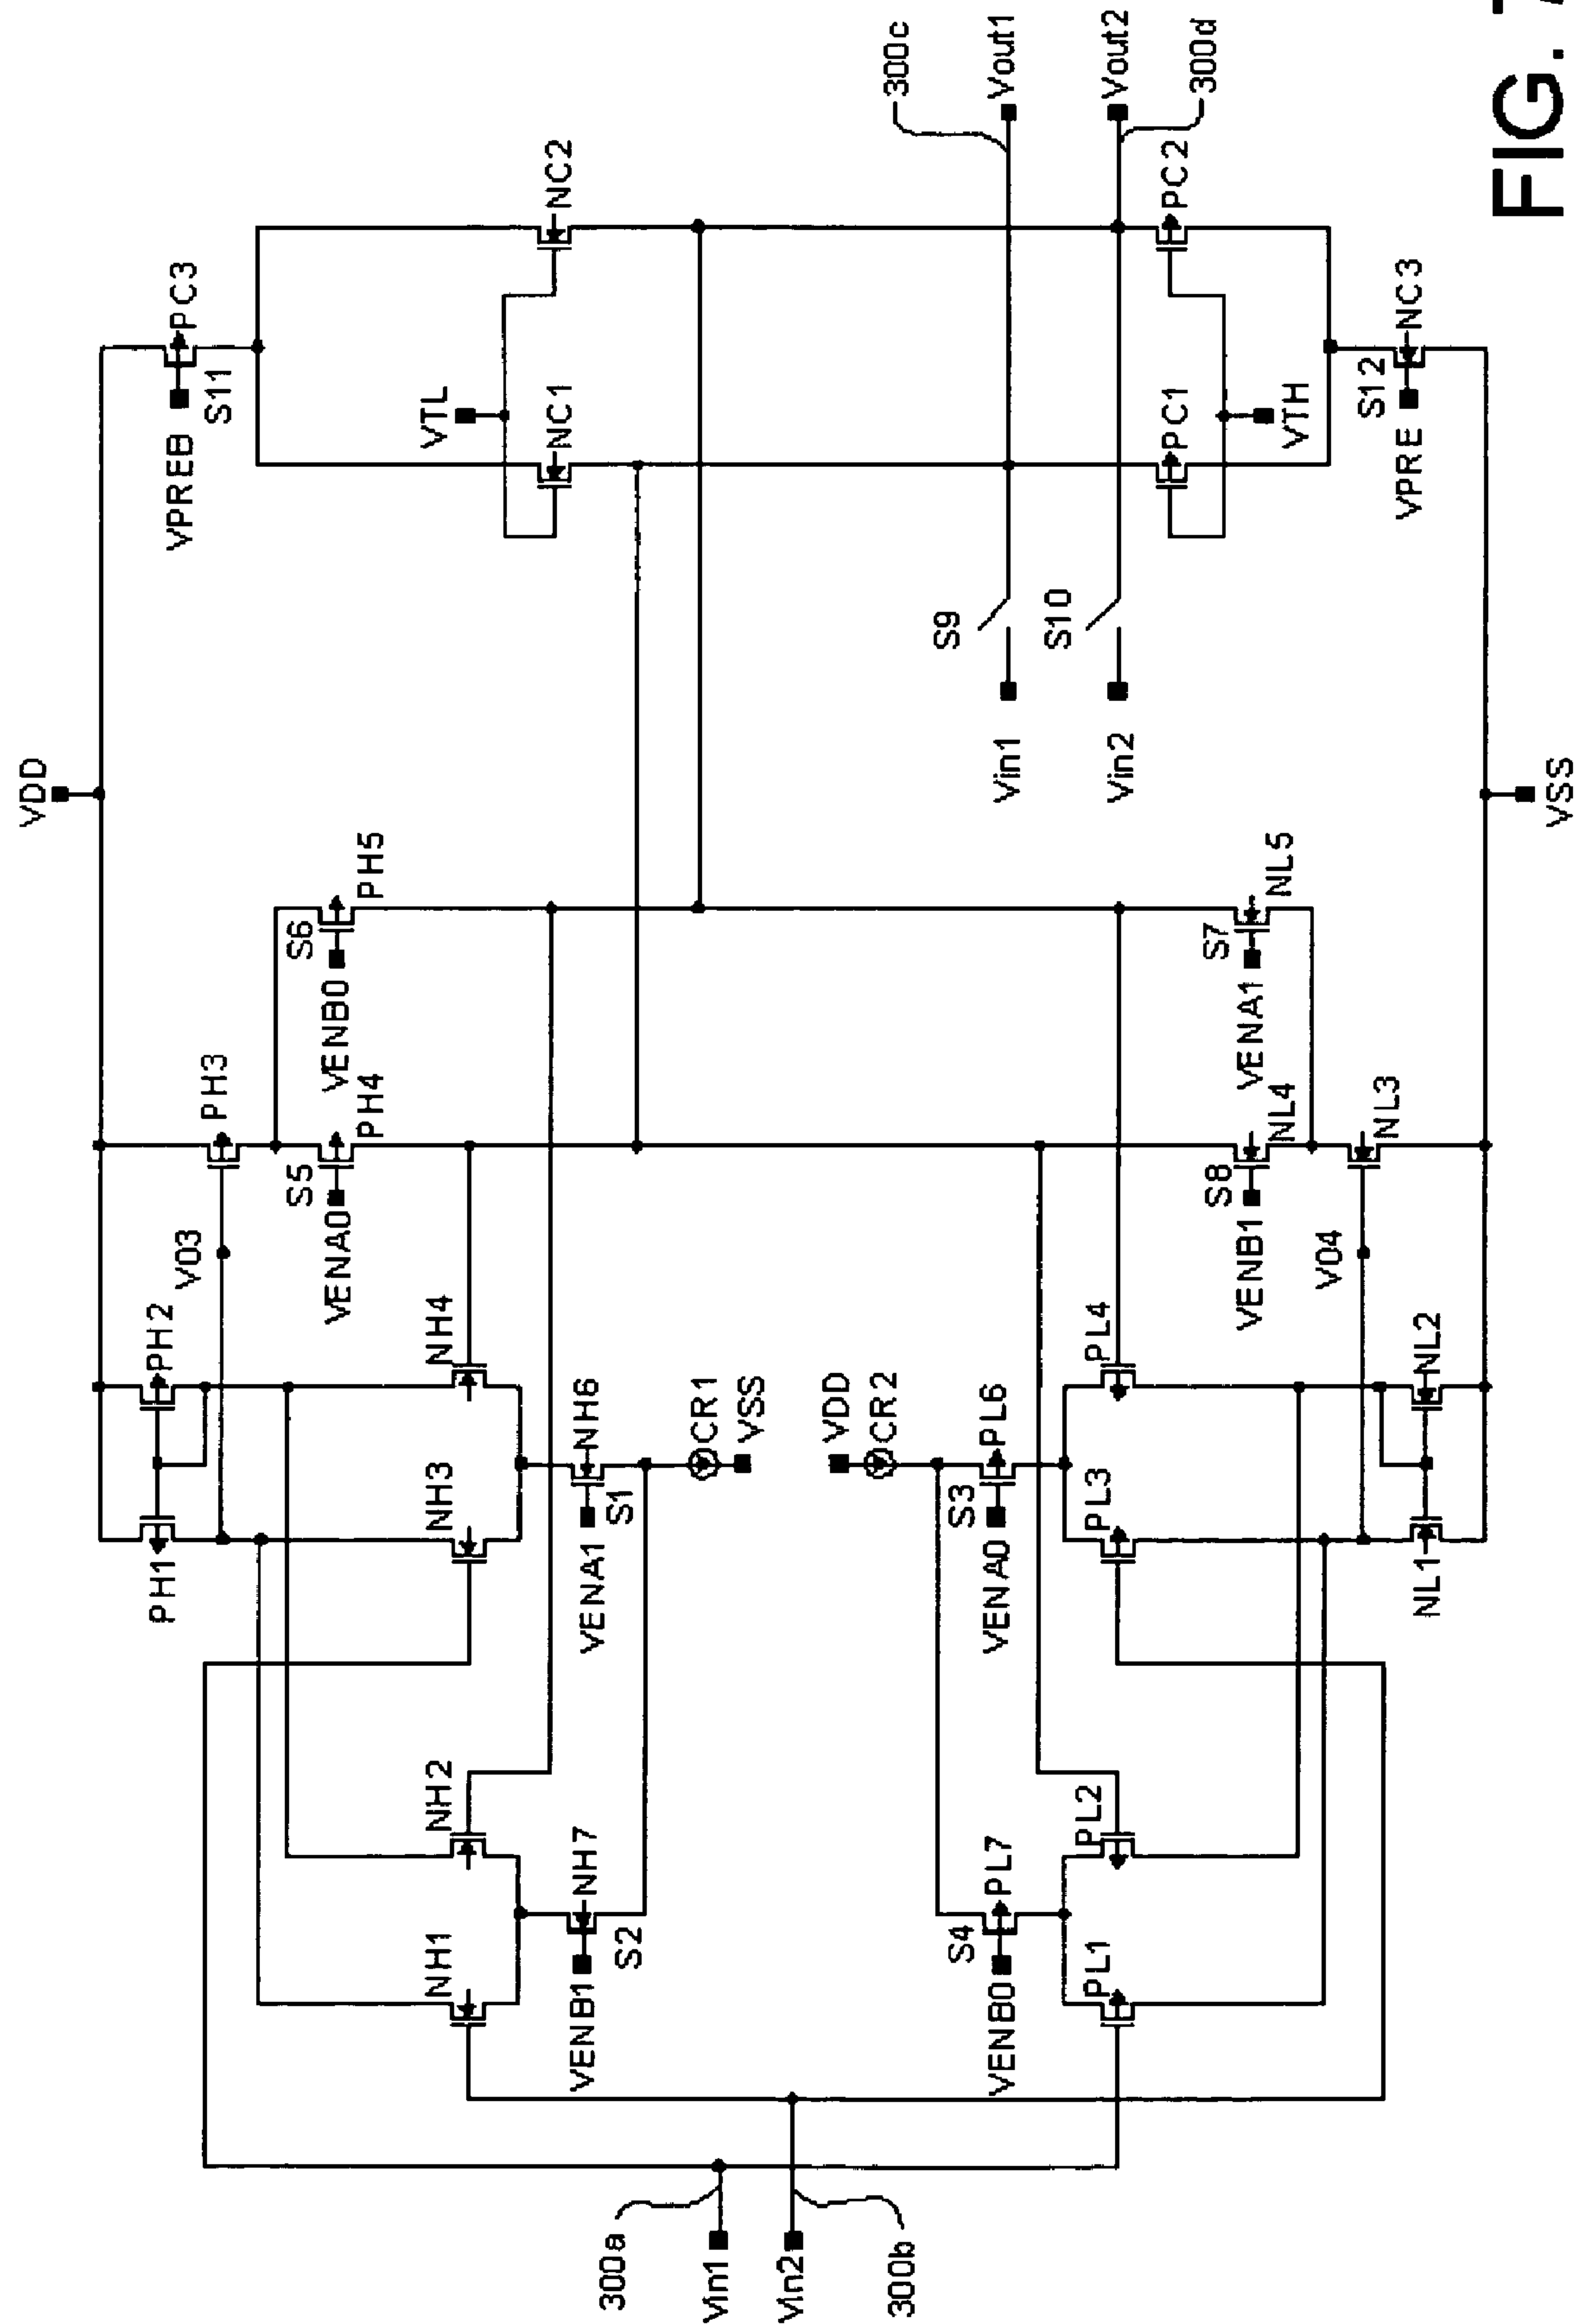 VDD
PC3
VPREB
S11
VTL
NC1
NC2
300c
Vout1
Vout2
300d
S9
S10
Vin1
Vin2
PC1
PC2
VTH
S12
NC3
VPRE
VSS
PH1
PH2
VO3
PH3
S5
VENA0
PH4
S6
VENB0
PH5
NH1
NH2
NH3
NH4
VENB1
S2
NH7
VENA1
S1
NH6
CR1
VSS
VDD
CR2
S4
VENB0
PL7
S3
VENA0
PL6
PL1
PL2
PL3
PL4
S8
VENB1
NL4
S7
VENA1
NL5
VO4
NL3
NL1
NL2
300a
Vin1
Vin2
300b
FIG.